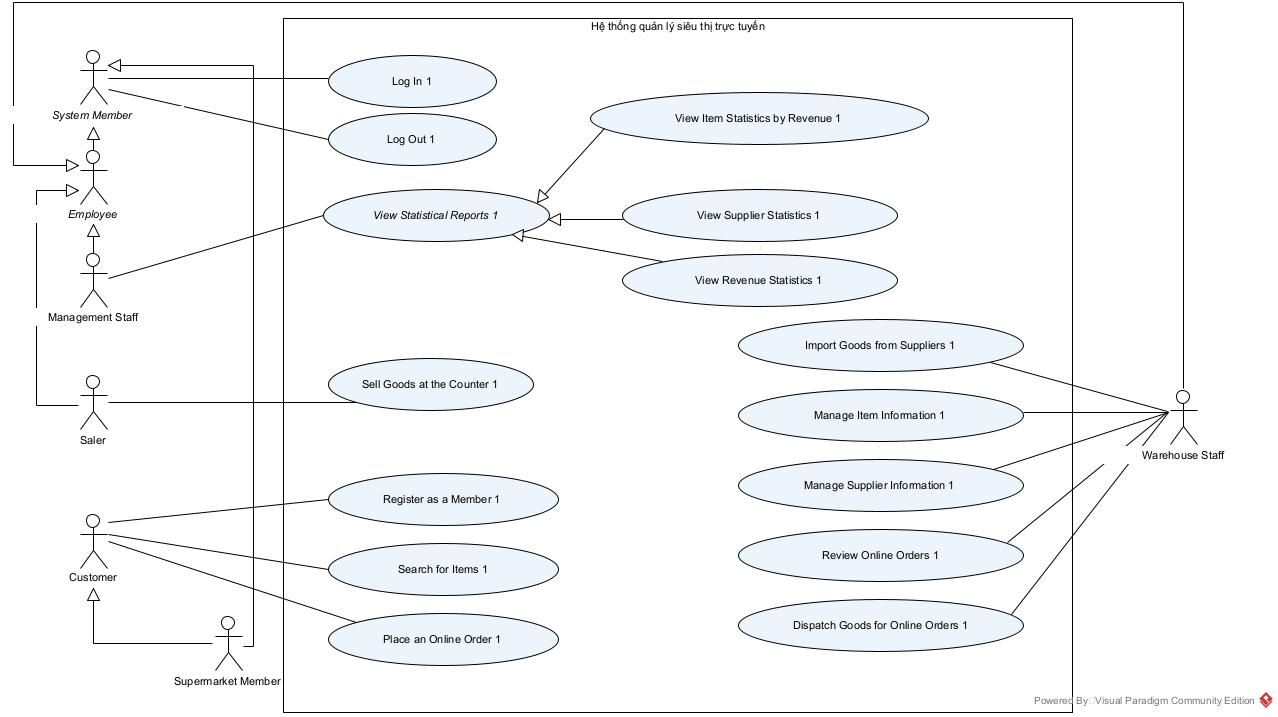 Hệ thống quản lý siêu thị trực tuyến
Log In 1
System Member
Log Out 1
View Item Statistics by Revenue 1
Employee
View Statistical Reports 1
View Supplier Statistics 1
View Revenue Statistics 1
Management Staff
Import Goods from Suppliers 1
Sell Goods at the Counter 1
Manage Item Information 1
Saler
Warehouse Staff
Manage Supplier Information 1
Register as a Member 1
Review Online Orders 1
Customer
Search for Items 1
Dispatch Goods for Online Orders 1
Place an Online Order 1
Supermarket Member
Powered By Visual Paradigm Community Edition